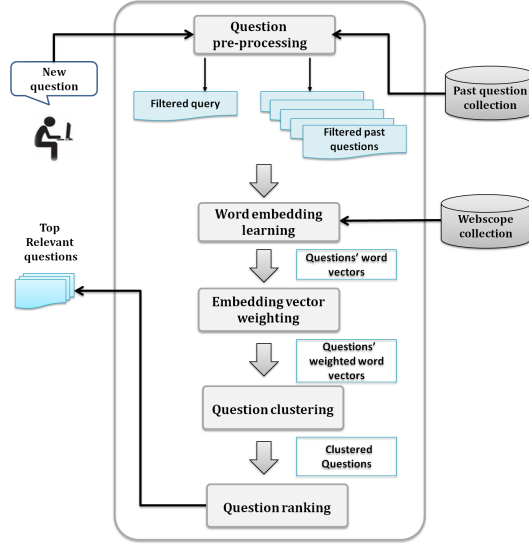 Question
pre-processing
New
question
Past question
collection
Filtered query
Filtered past
questions
Word embedding
learning
Webscope
collection
Top
Relevant
questions
Questions' word
vectors
Embedding vector
weighting
Questions'
weighted word
vectors
Question clustering
Clustered
Questions
Question ranking